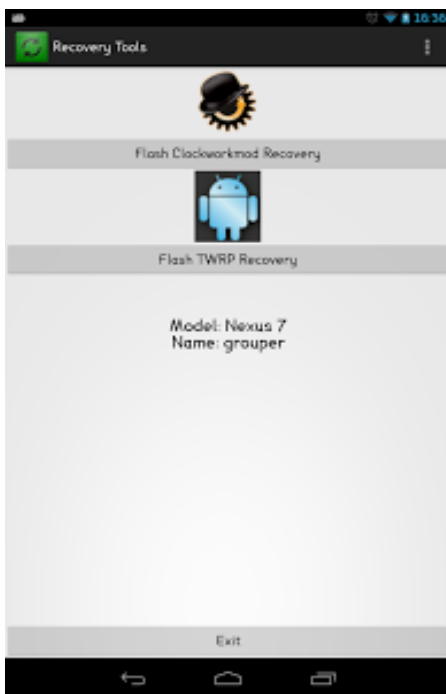 16:36
Recovery Tools
Flash Clockworkmod Recovery
Flash TWRP Recovery
Model: Nexus 7
Name: grouper
Exit